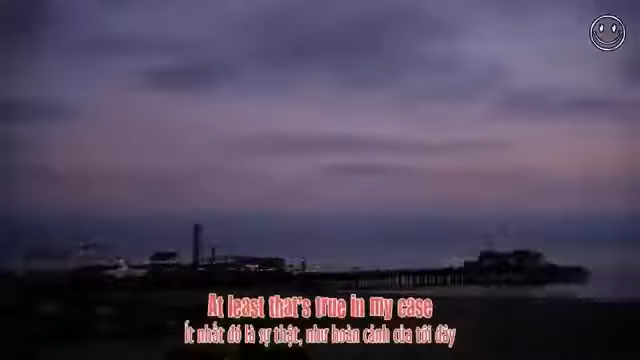 At least that's true in my case
Ít nhất đó là sự thật, như hoàn cảnh của tôi đây